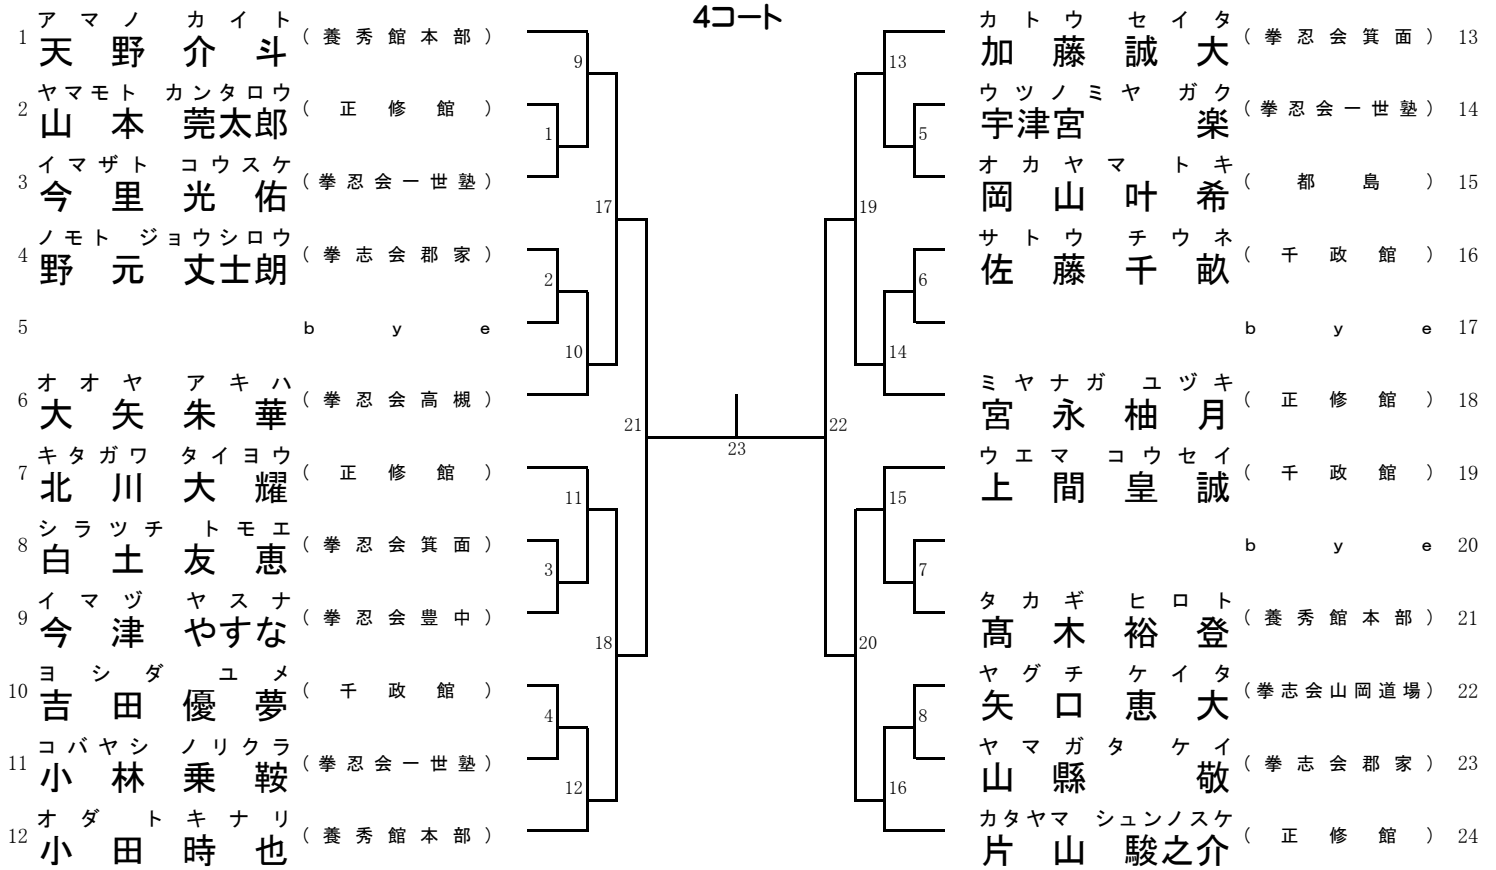 4コート
アマノ カイト
1 天野 介斗 (養秀館本部)
ヤマモト カンタロウ
2 山本 莞太郎 (正修館)
イマザト コウスケ
3 今里 光佑 (拳忍会一世塾)
ノモト ジョウシロウ
4 野元 丈士朗 (拳志会郡家)
5 bye
オオヤ アキハ
6 大矢 朱華 (拳忍会高槻)
キタガワ タイヨウ
7 北川 大耀 (正修館)
シラツチ トモエ
8 白土 友恵 (拳忍会箕面)
イマヅ ヤスナ
9 今津 やすな (拳忍会豊中)
ヨシダ ユメ
10 吉田 優夢 (千政館)
コバヤシ ノリクラ
11 小林 乗鞍 (拳忍会一世塾)
オダ トキナリ
12 小田 時也 (養秀館本部)
9
1
17
2
10
21
11
3
18
4
12
23
13
5
19
6
14
22
15
7
20
8
16
カトウ セイタ
加藤 誠大 (拳忍会箕面) 13
ウツノミヤ ガク
宇津宮 楽 (拳忍会一世塾) 14
オカヤマ トキ
岡山 叶希 (都島) 15
サトウ チウネ
佐藤 千畝 (千政館) 16
bye 17
ミヤナガ ユヅキ
宮永 柚月 (正修館) 18
ウエマ コウセイ
上間 皇誠 (千政館) 19
bye 20
タカギ ヒロト
髙木 裕登 (養秀館本部) 21
ヤグチ ケイタ
矢口 恵大 (拳志会山岡道場) 22
ヤマガタ ケイ
山縣 敬 (拳志会郡家) 23
カタヤマ シュンノスケ
片山 駿之介 (正修館) 24